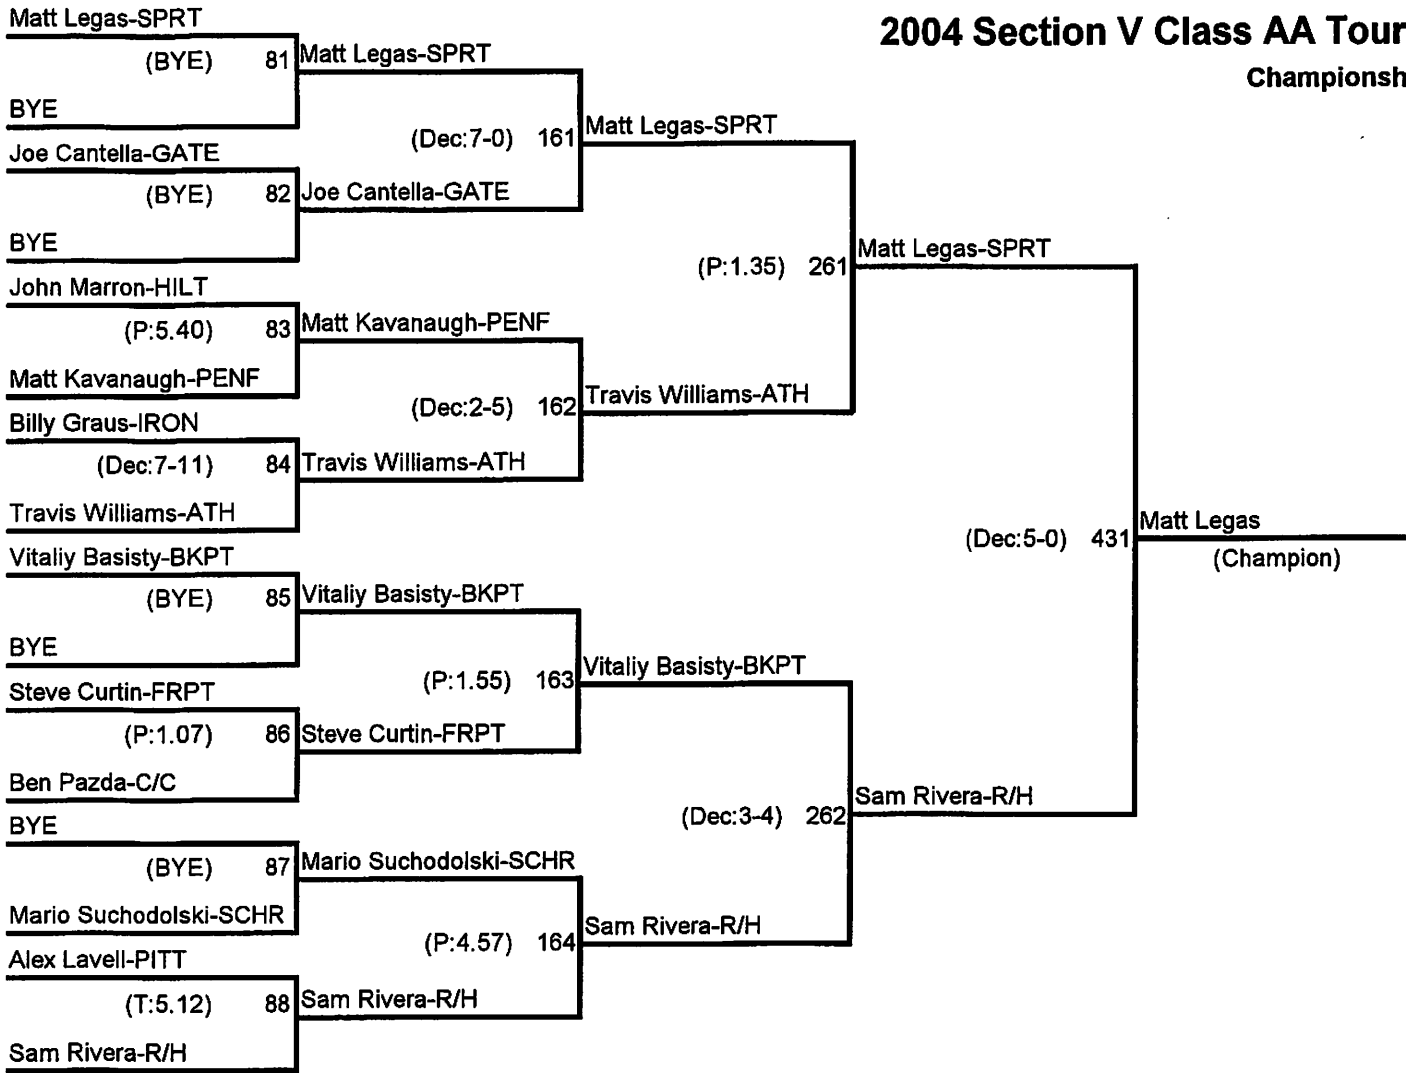 2004 Section V Class AA Tour
Championsh
Matt Legas-SPRT
(BYE) 81
BYE
Matt Legas-SPRT
Joe Cantella-GATE
(BYE) 82
BYE
Joe Cantella-GATE
(Dec:7-0) 161
Matt Legas-SPRT
John Marron-HILT
(P:5.40) 83
Matt Kavanaugh-PENF
Matt Kavanaugh-PENF
Billy Graus-IRON
(Dec:7-11) 84
Travis Williams-ATH
Travis Williams-ATH
(Dec:2-5) 162
Travis Williams-ATH
(P:1.35) 261
Matt Legas-SPRT
Vitaliy Basisty-BKPT
(BYE) 85
BYE
Vitaliy Basisty-BKPT
Steve Curtin-FRPT
(P:1.07) 86
Ben Pazda-C/C
Steve Curtin-FRPT
(P:1.55) 163
Vitaliy Basisty-BKPT
BYE
(BYE) 87
Mario Suchodolski-SCHR
Mario Suchodolski-SCHR
Alex Lavell-PITT
(T:5.12) 88
Sam Rivera-R/H
Sam Rivera-R/H
(P:4.57) 164
Sam Rivera-R/H
(Dec:3-4) 262
Sam Rivera-R/H
(Dec:5-0) 431
Matt Legas
(Champion)